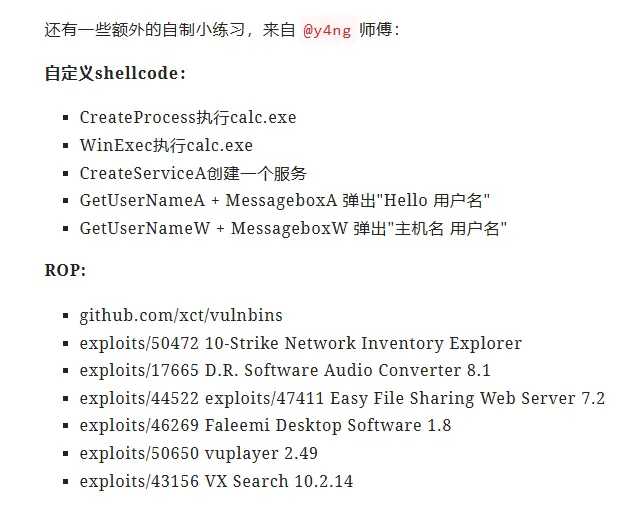 还有一些额外的自制小练习，来自 @y4ng 师傅：
自定义shellcode：
CreateProcess执行calc.exe
WinExec执行calc.exe
CreateServiceA创建一个服务
GetUserNameA + MessageboxA 弹出"Hello 用户名"
GetUserNameW + MessageboxW 弹出"主机名 用户名"
ROP:
github.com/xct/vulnbins
exploits/50472 10-Strike Network Inventory Explorer
exploits/17665 D.R. Software Audio Converter 8.1
exploits/44522 exploits/47411 Easy File Sharing Web Server 7.2
exploits/46269 Faleemi Desktop Software 1.8
exploits/50650 vuplayer 2.49
exploits/43156 VX Search 10.2.14